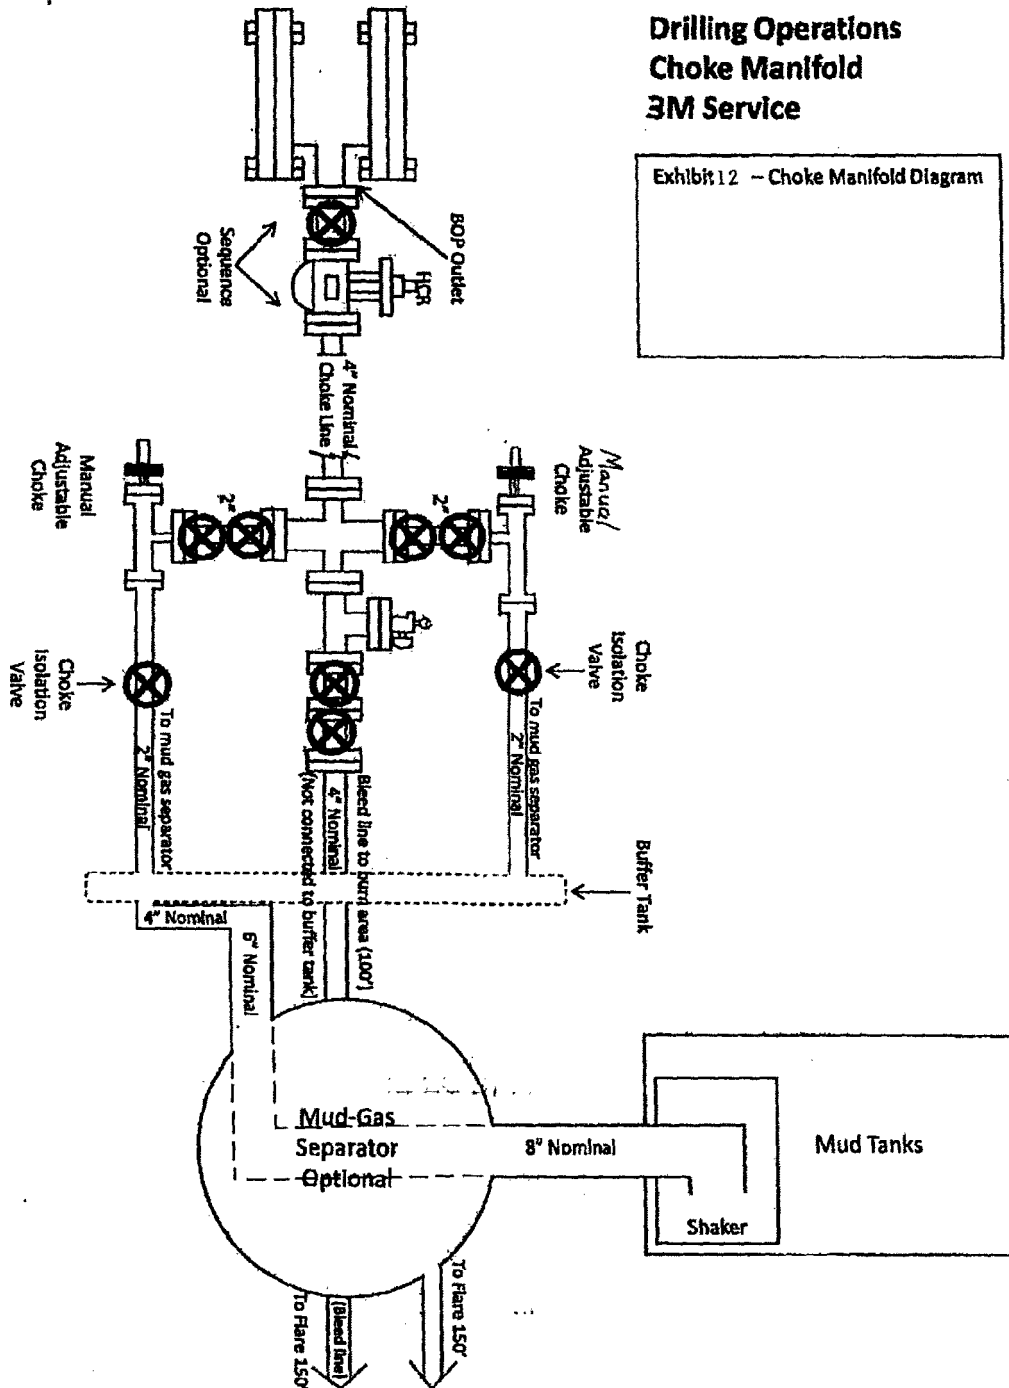 Drilling Operations
Choke Manifold
3M Service
Exhibit 12 - Choke Manifold Diagram
BOP Outlet
Sequence
Optional
HCR
4" Nominal
Choke Line
Manual
Adjustable
Choke
2"
2"
Manual
Adjustable
Choke
Choke
Isolation
Valve
Choke
Isolation
Valve
To mud gas separator
2" Nominal
Bleed line to burn area (100')
4" Nominal
(Not connected to buffer tank)
To mud gas separator
2" Nominal
Buffer Tank
4" Nominal
6" Nominal
Mud-Gas
Separator
Optional
8" Nominal
Mud Tanks
Shaker
To Flare 150'
(Bleed line)
To Flare 150'